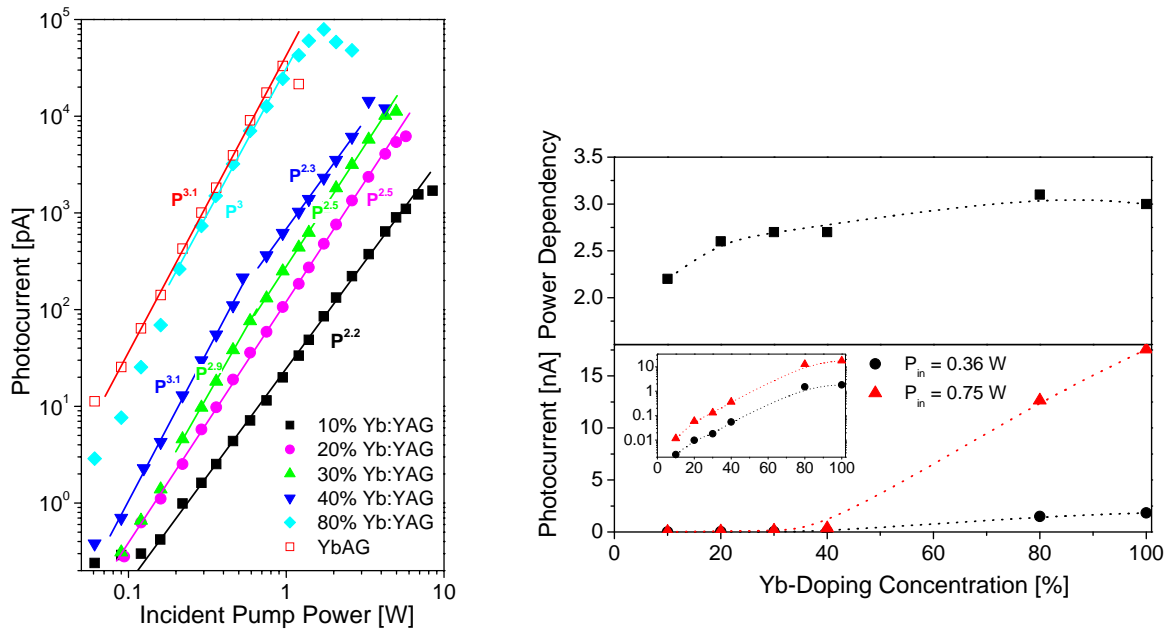 10^5
10^4
10^3
10^2
10^1
10^0
Photocurrent [pA]
P^3.1
P^3
P^2.3
P^2.5
P^2.5
P^2.2
P^3.1
P^2.9
10% Yb:YAG
20% Yb:YAG
30% Yb:YAG
40% Yb:YAG
80% Yb:YAG
YbAG
0.1 1 10
Incident Pump Power [W]
3.5
3.0
2.5
2.0
Power Dependency
15
10
5
0
Photocurrent [nA]
10
1
0.1
0.01
0 20 40 60 80 100
P_in = 0.36 W
P_in = 0.75 W
0 20 40 60 80 100
Yb-Doping Concentration [%]